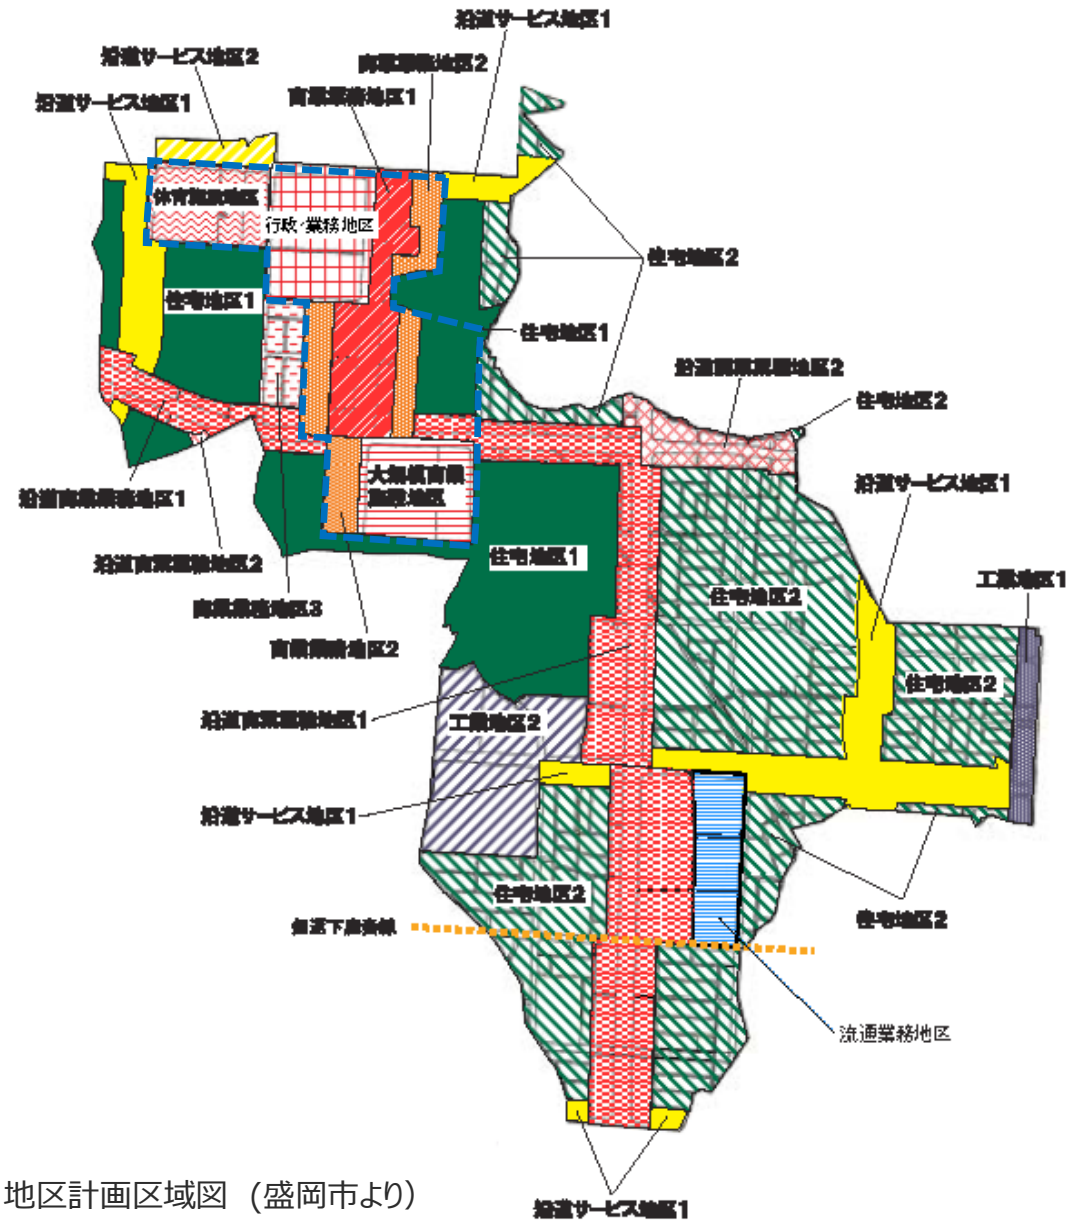 沿道サービス地区1
沿道サービス地区2
商業業務地区2
沿道サービス地区1
商業業務地区1
体育施設地区
行政・業務地区
住宅地区2
住宅地区1
住宅地区1
沿道商業業務地区2
住宅地区2
大規模商業
施設地区
沿道サービス地区1
沿道商業業務地区1
住宅地区1
沿道商業業務地区2
工業地区1
住宅地区2
商業業務地区3
商業業務地区2
住宅地区2
沿道商業業務地区1
工業地区2
沿道サービス地区1
住宅地区2
住宅地区2
流通業務地区
沿道サービス地区1
地区計画区域図 (盛岡市より)